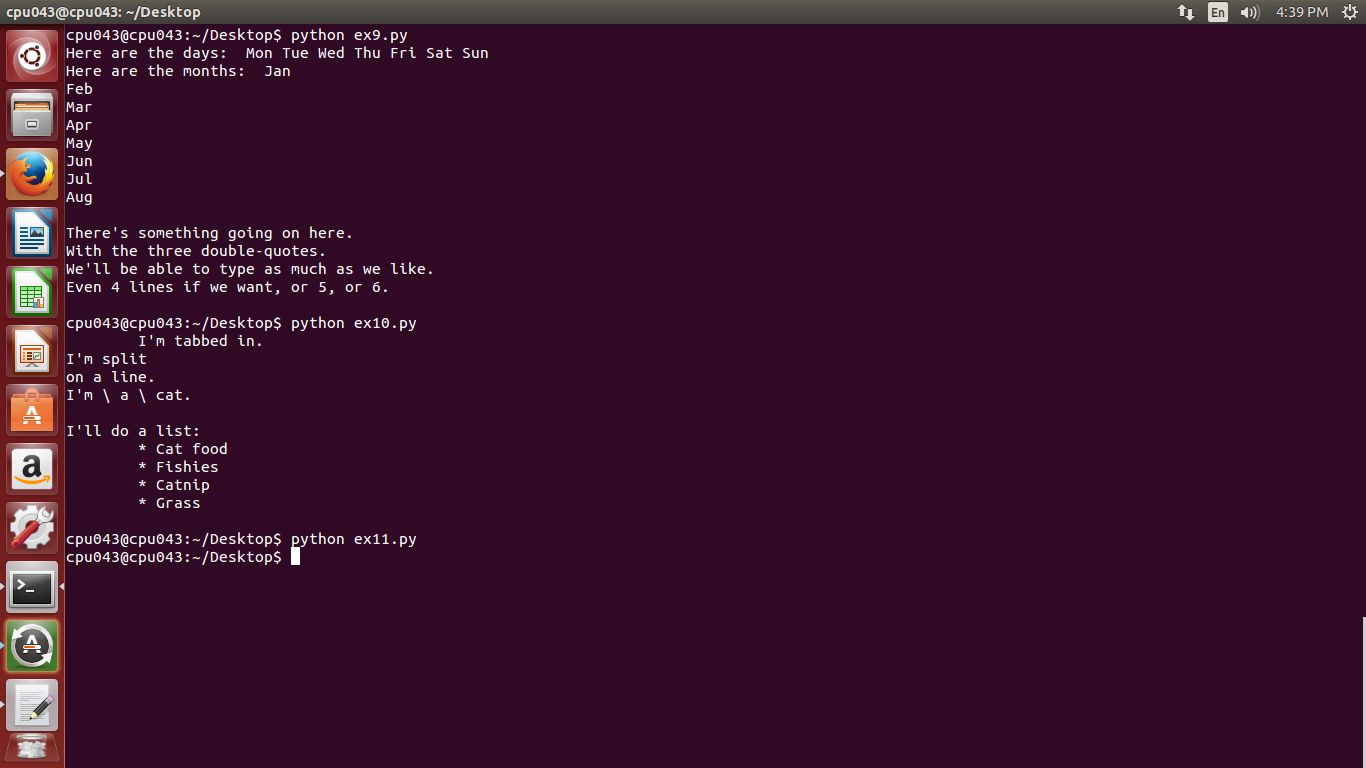 cpu043@cpu043: ~/Desktop
En
4:39 PM
cpu043@cpu043:~/Desktop$ python ex9.py
Here are the days:  Mon Tue Wed Thu Fri Sat Sun
Here are the months:  Jan
Feb
Mar
Apr
May
Jun
Jul
Aug
There's something going on here.
With the three double-quotes.
We'll be able to type as much as we like.
Even 4 lines if we want, or 5, or 6.
cpu043@cpu043:~/Desktop$ python ex10.py
        I'm tabbed in.
I'm split
on a line.
I'm \ a \ cat.
I'll do a list:
        * Cat food
        * Fishies
        * Catnip
        * Grass
cpu043@cpu043:~/Desktop$ python ex11.py
cpu043@cpu043:~/Desktop$